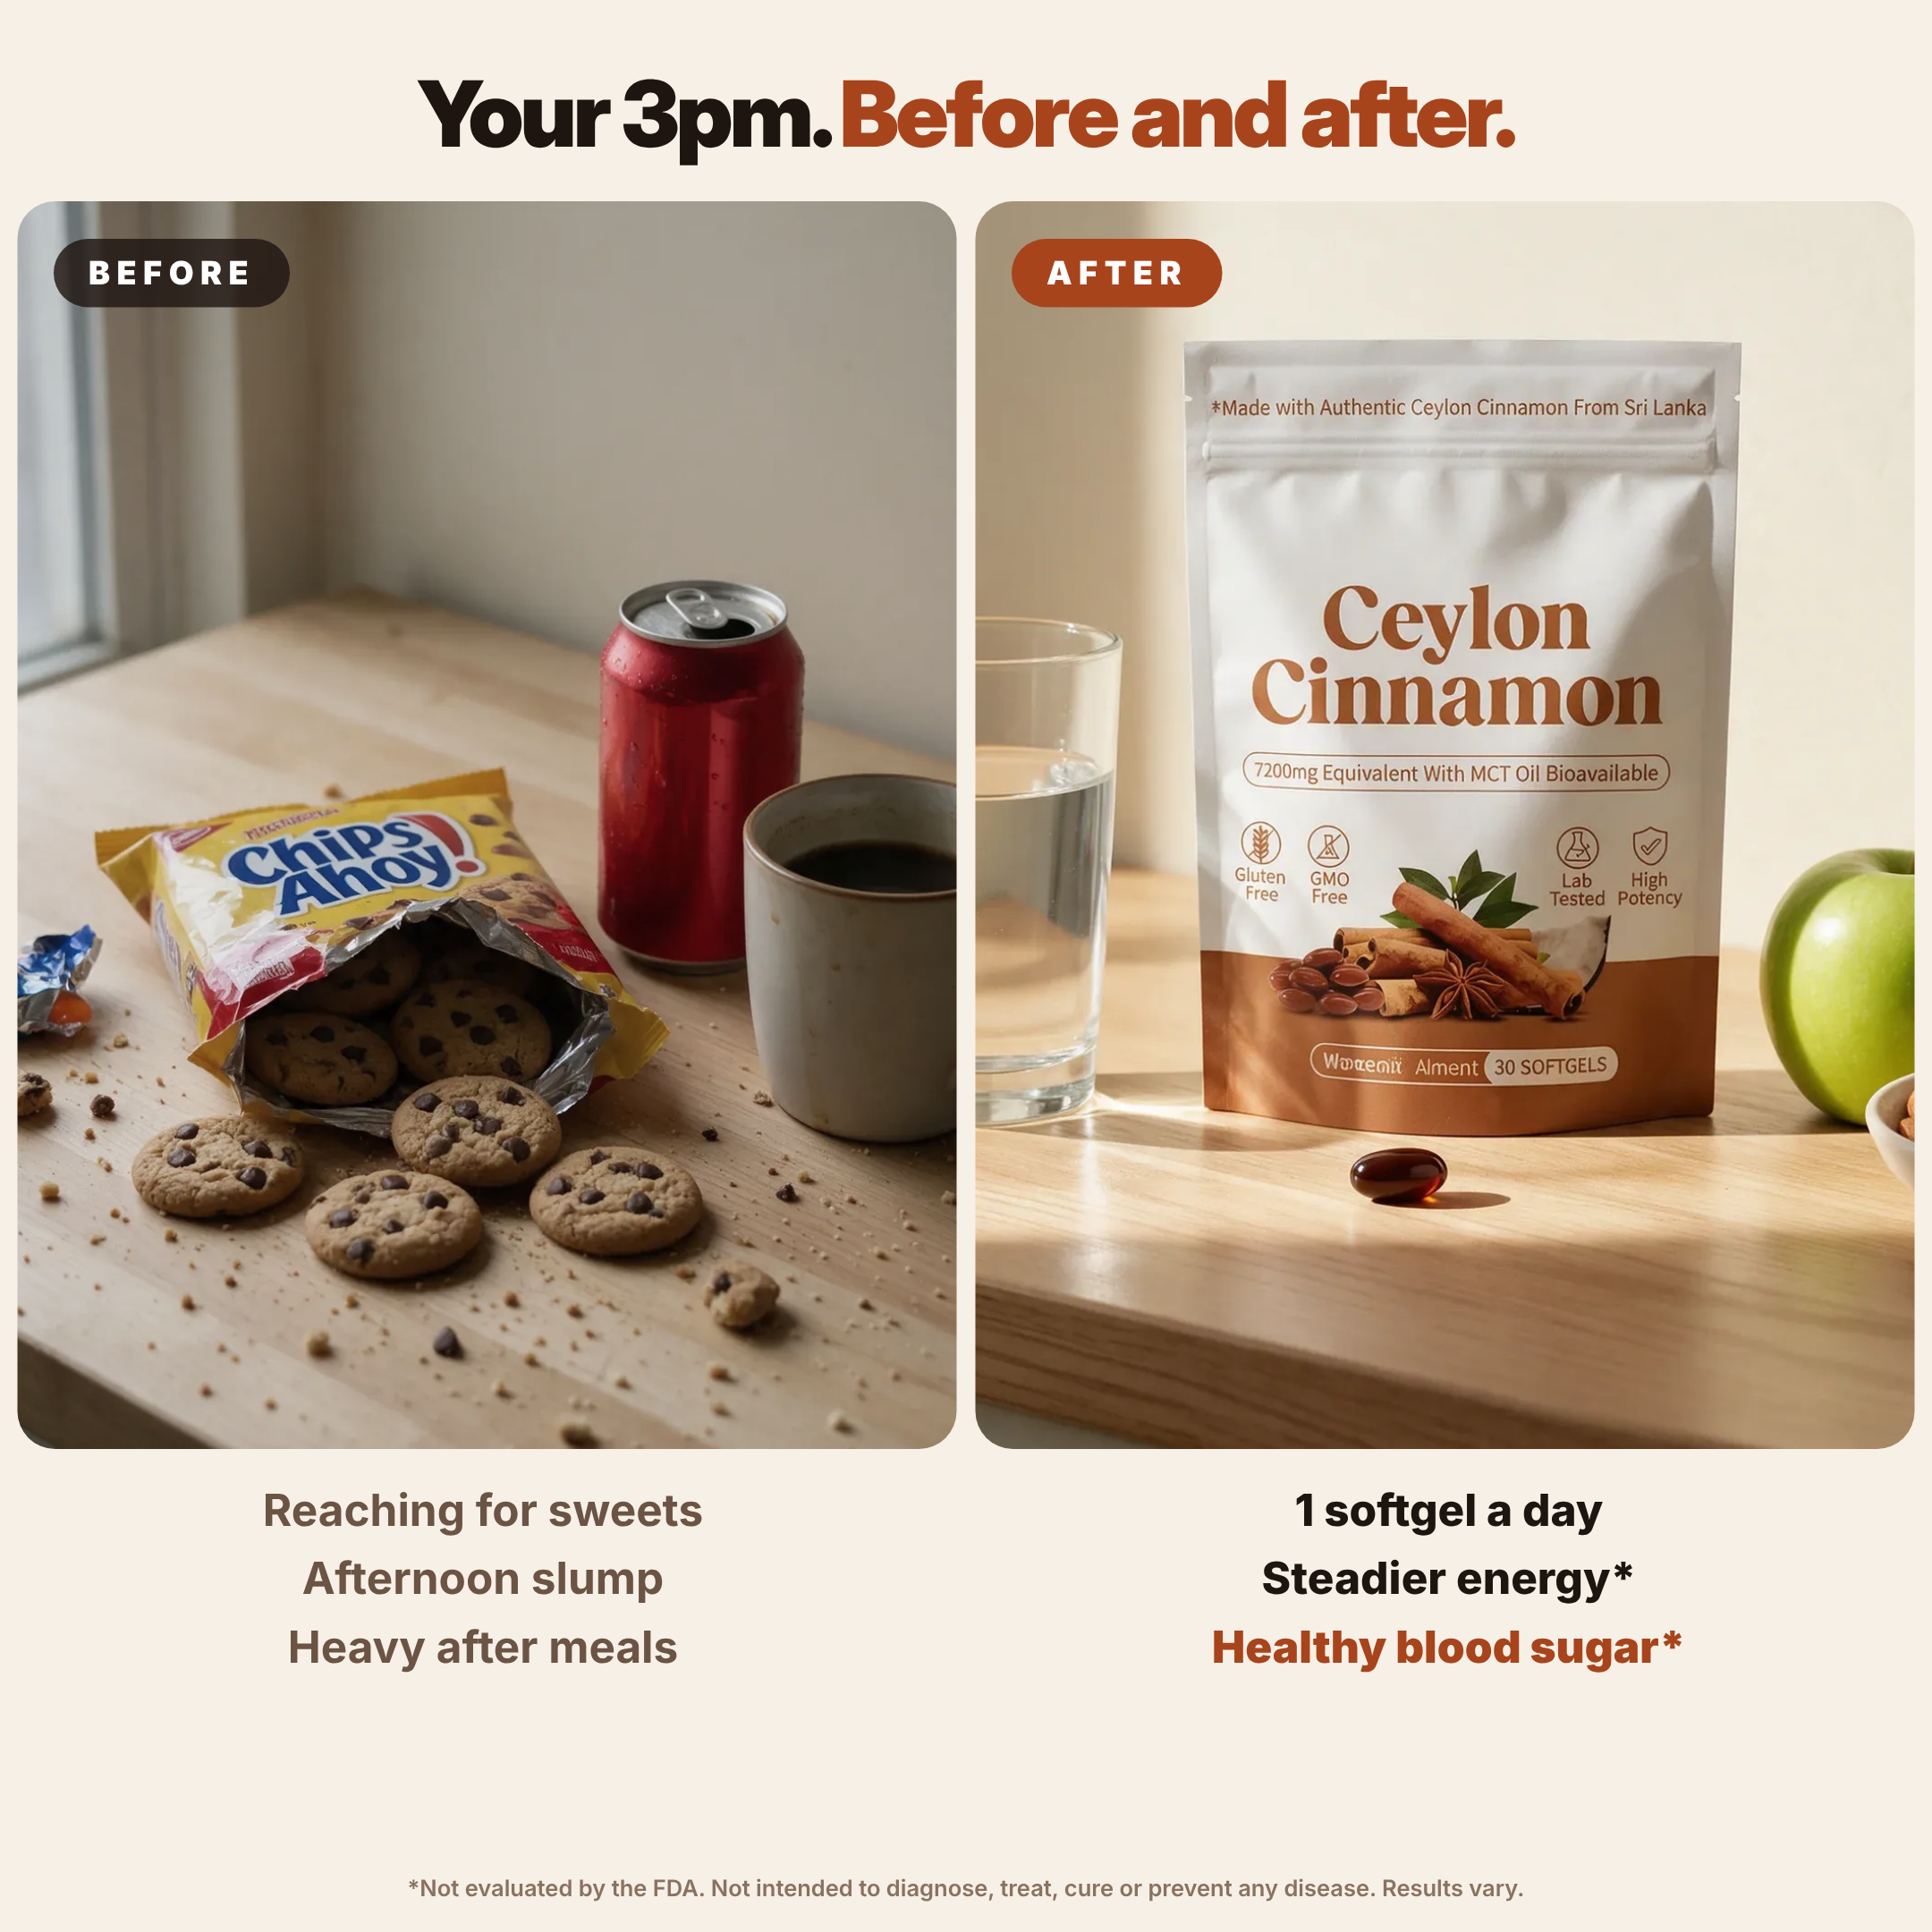 Your 3pm. Before and after.
BEFORE
Chips
Ahoy!
Reaching for sweets
Afternoon slump
Heavy after meals
AFTER
*Made with Authentic Ceylon Cinnamon From Sri Lanka
Ceylon
Cinnamon
7200mg Equivalent With MCT Oil Bioavailable
Gluten
Free
GMO
Free
Lab
Tested
High
Potency
Alment 30 SOFTGELS
1 softgel a day
Steadier energy*
Healthy blood sugar*
*Not evaluated by the FDA. Not intended to diagnose, treat, cure or prevent any disease. Results vary.